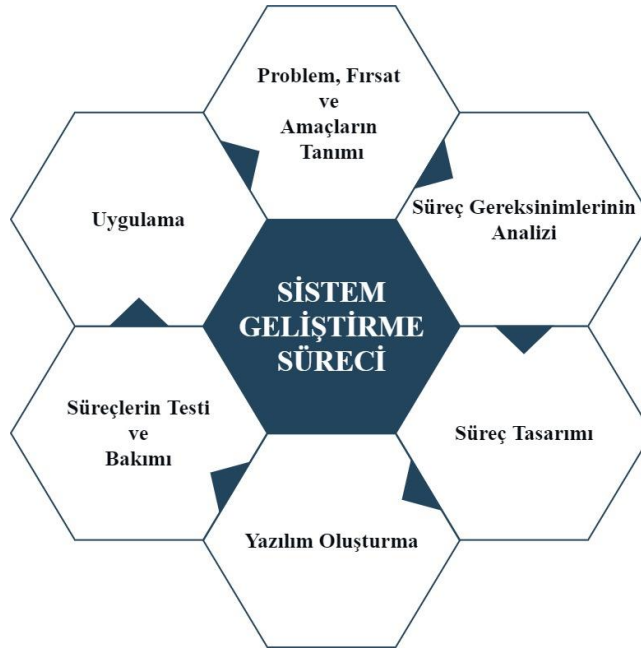 Problem, Fırsat
ve
Amaçların
Tanımı
Uygulama
Süreç Gereksinimlerinin
Analizi
SİSTEM
GELİŞTİRME
SÜRECİ
Süreçlerin Testi
ve
Bakımı
Süreç Tasarımı
Yazılım Oluşturma